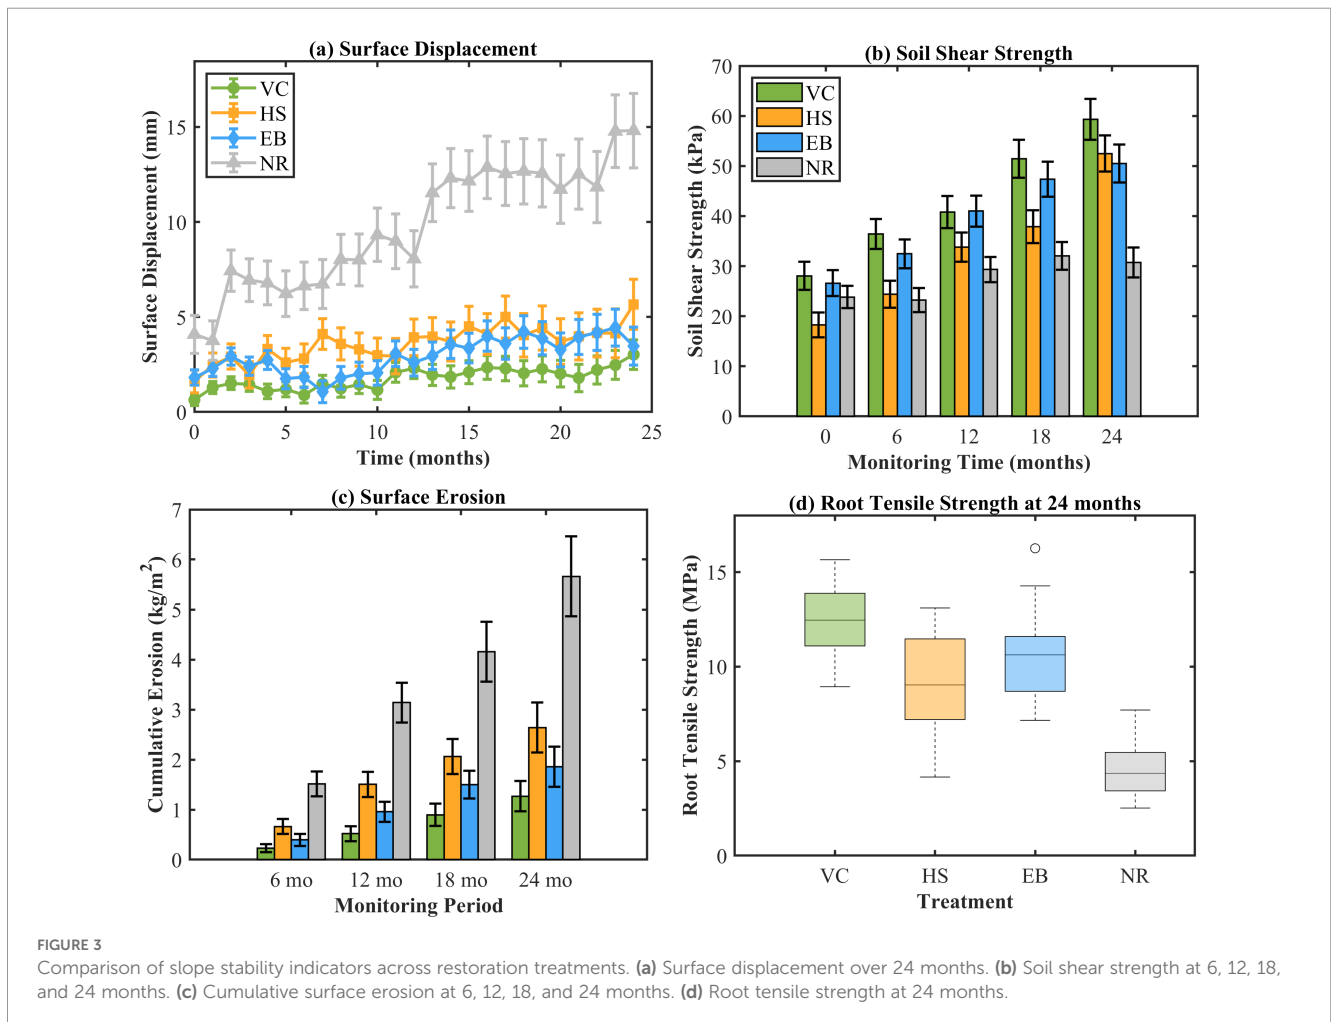 (a) Surface Displacement
VC
HS
EB
NR
15
10
5
0
Surface Displacement (mm)
0 5 10 15 20 25
Time (months)
(b) Soil Shear Strength
VC
HS
EB
NR
70
60
50
40
30
20
10
0
Soil Shear Strength (kPa)
0 6 12 18 24
Monitoring Time (months)
(c) Surface Erosion
7
6
5
4
3
2
1
0
Cumulative Erosion (kg/m²)
6 mo 12 mo 18 mo 24 mo
Monitoring Period
(d) Root Tensile Strength at 24 months
15
10
5
0
Root Tensile Strength (MPa)
VC HS EB NR
Treatment
FIGURE 3
Comparison of slope stability indicators across restoration treatments. (a) Surface displacement over 24 months. (b) Soil shear strength at 6, 12, 18,
and 24 months. (c) Cumulative surface erosion at 6, 12, 18, and 24 months. (d) Root tensile strength at 24 months.